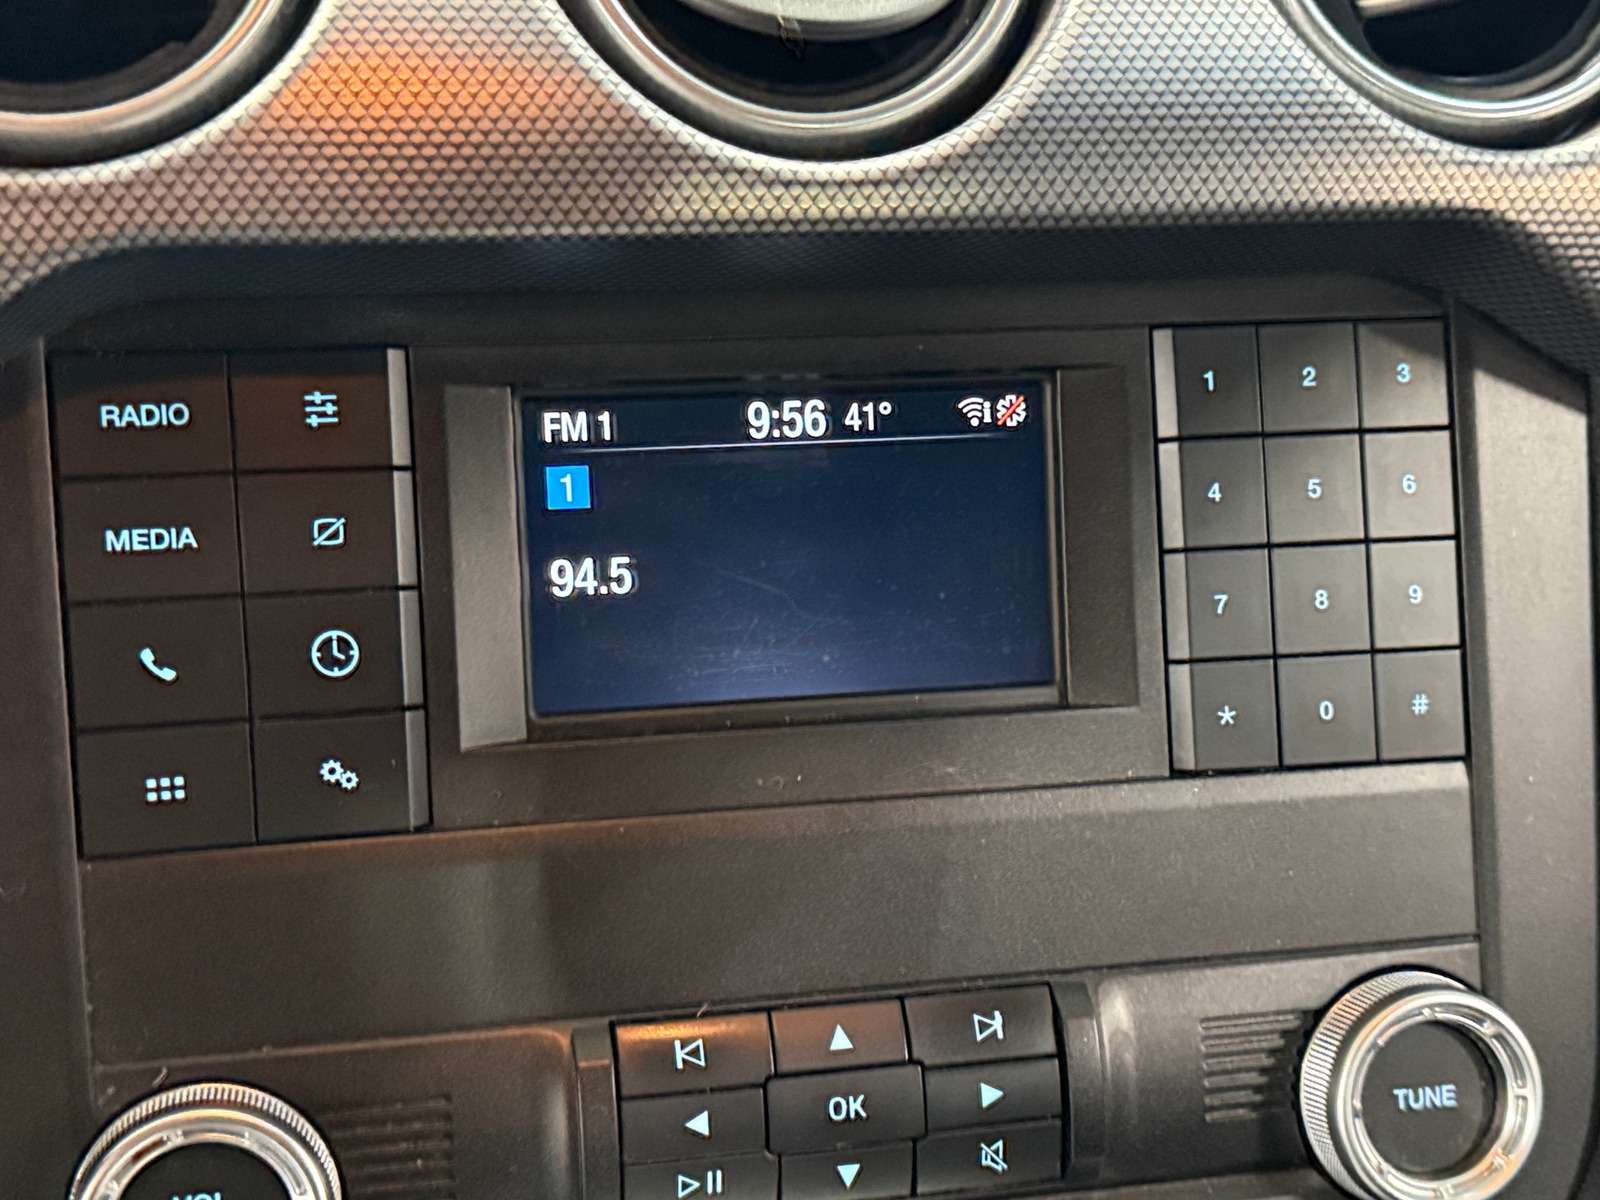 FM 1 9:56 41°
1
94.5
RADIO
MEDIA
1 2 3
4 5 6
7 8 9
* 0 #
OK
TUNE
VOL